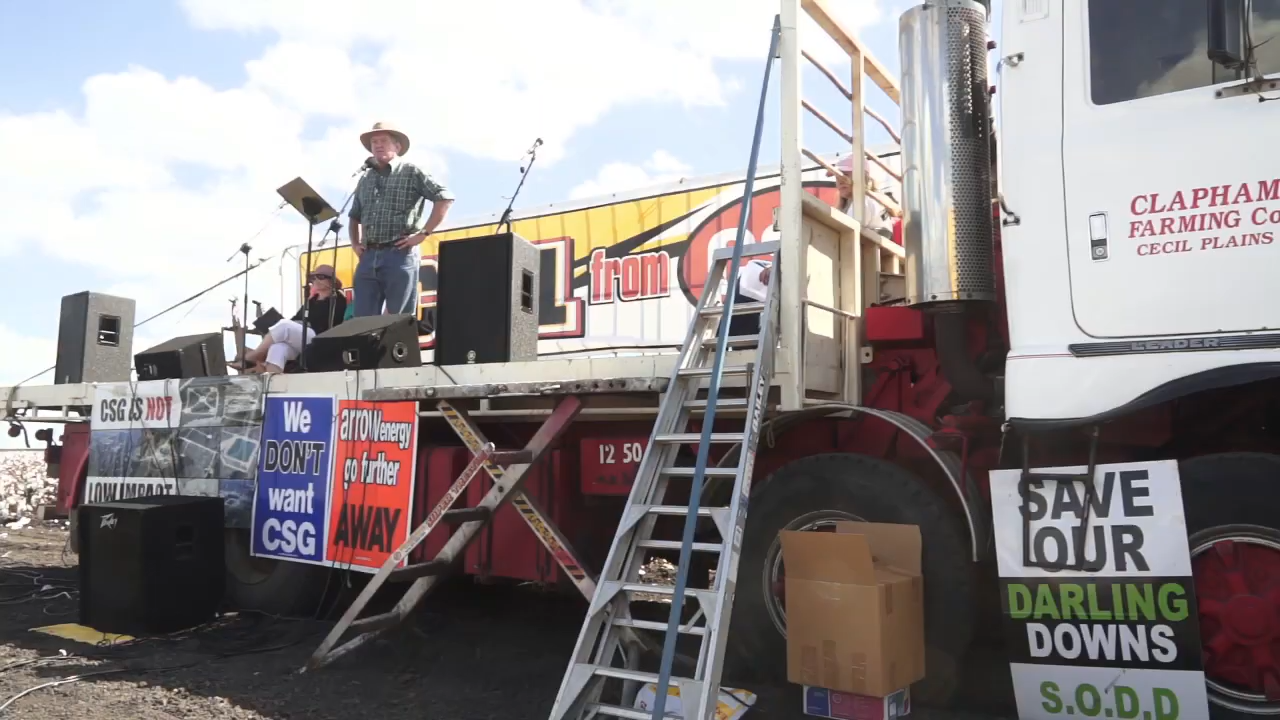 from
CLAPHAM
FARMING Co
CECIL PLAINS
LEADER
CSG IS NOT
LOW IMPACT
We
DON'T
want
CSG
arrow energy
go further
AWAY
12 50
Peavey
SAVE
OUR
DARLING
DOWNS
S.O.D.D